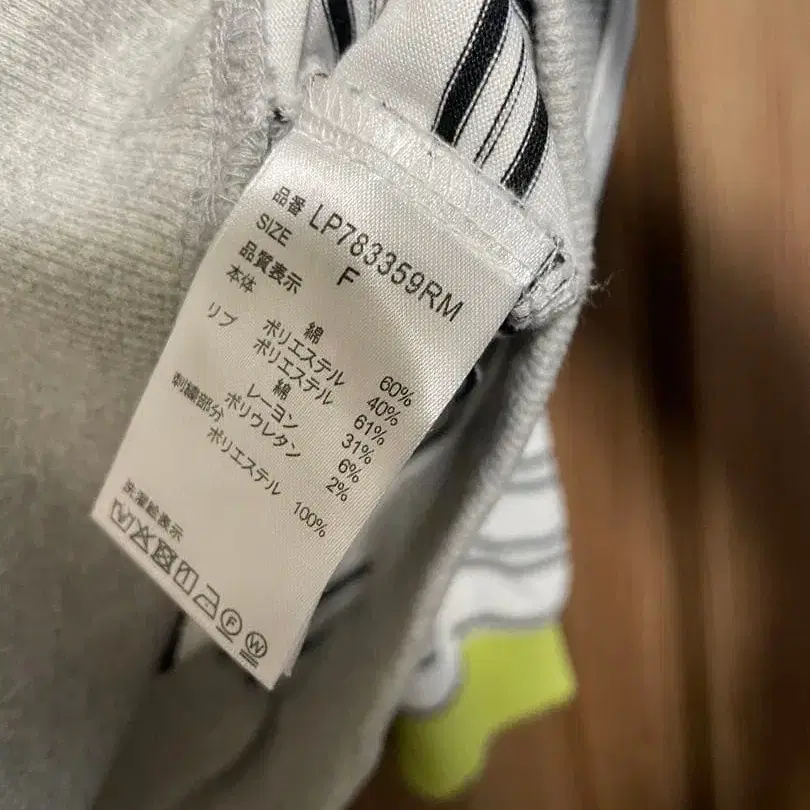 品番 LP783359RM
SIZE F
品質表示
本体 綿 60%
ポリエステル 40%
リブ ポリエステル 61%
綿 31%
レーヨン 6%
ポリウレタン 2%
刺繍部分
ポリエステル 100%
洗濯絵表示
F W